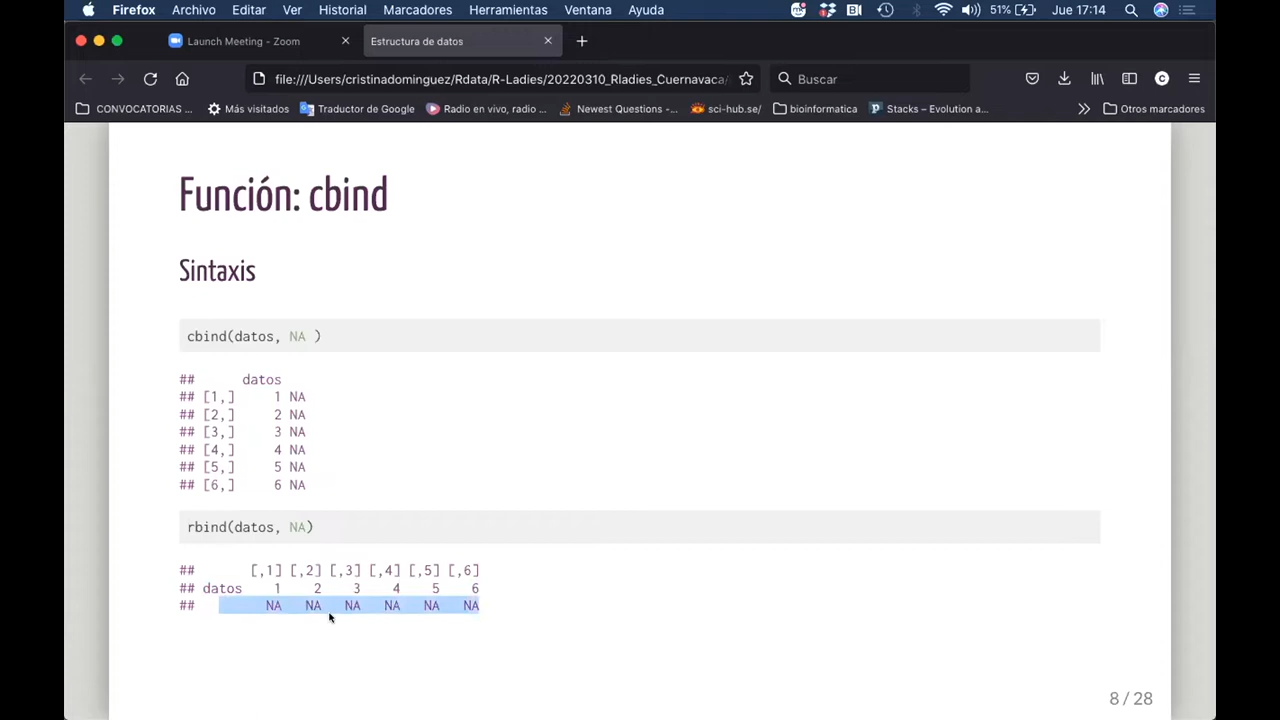 Firefox Archivo Editar Ver Historial Marcadores Herramientas Ventana Ayuda 51% Jue 17:14
Launch Meeting - Zoom Estructura de datos
file:///Users/cristinadominguez/Rdata/R-Ladies/20220310_Rladies_Cuernavaca/ Buscar
CONVOCATORIAS ... Más visitados Traductor de Google Radio en vivo, radio ... Newest Questions -... sci-hub.se/ bioinformatica Stacks – Evolution a... Otros marcadores
Función: cbind
Sintaxis
cbind(datos, NA )
## datos
## [1,] 1 NA
## [2,] 2 NA
## [3,] 3 NA
## [4,] 4 NA
## [5,] 5 NA
## [6,] 6 NA
rbind(datos, NA)
## [,1] [,2] [,3] [,4] [,5] [,6]
## datos 1 2 3 4 5 6
## NA NA NA NA NA NA
8 / 28